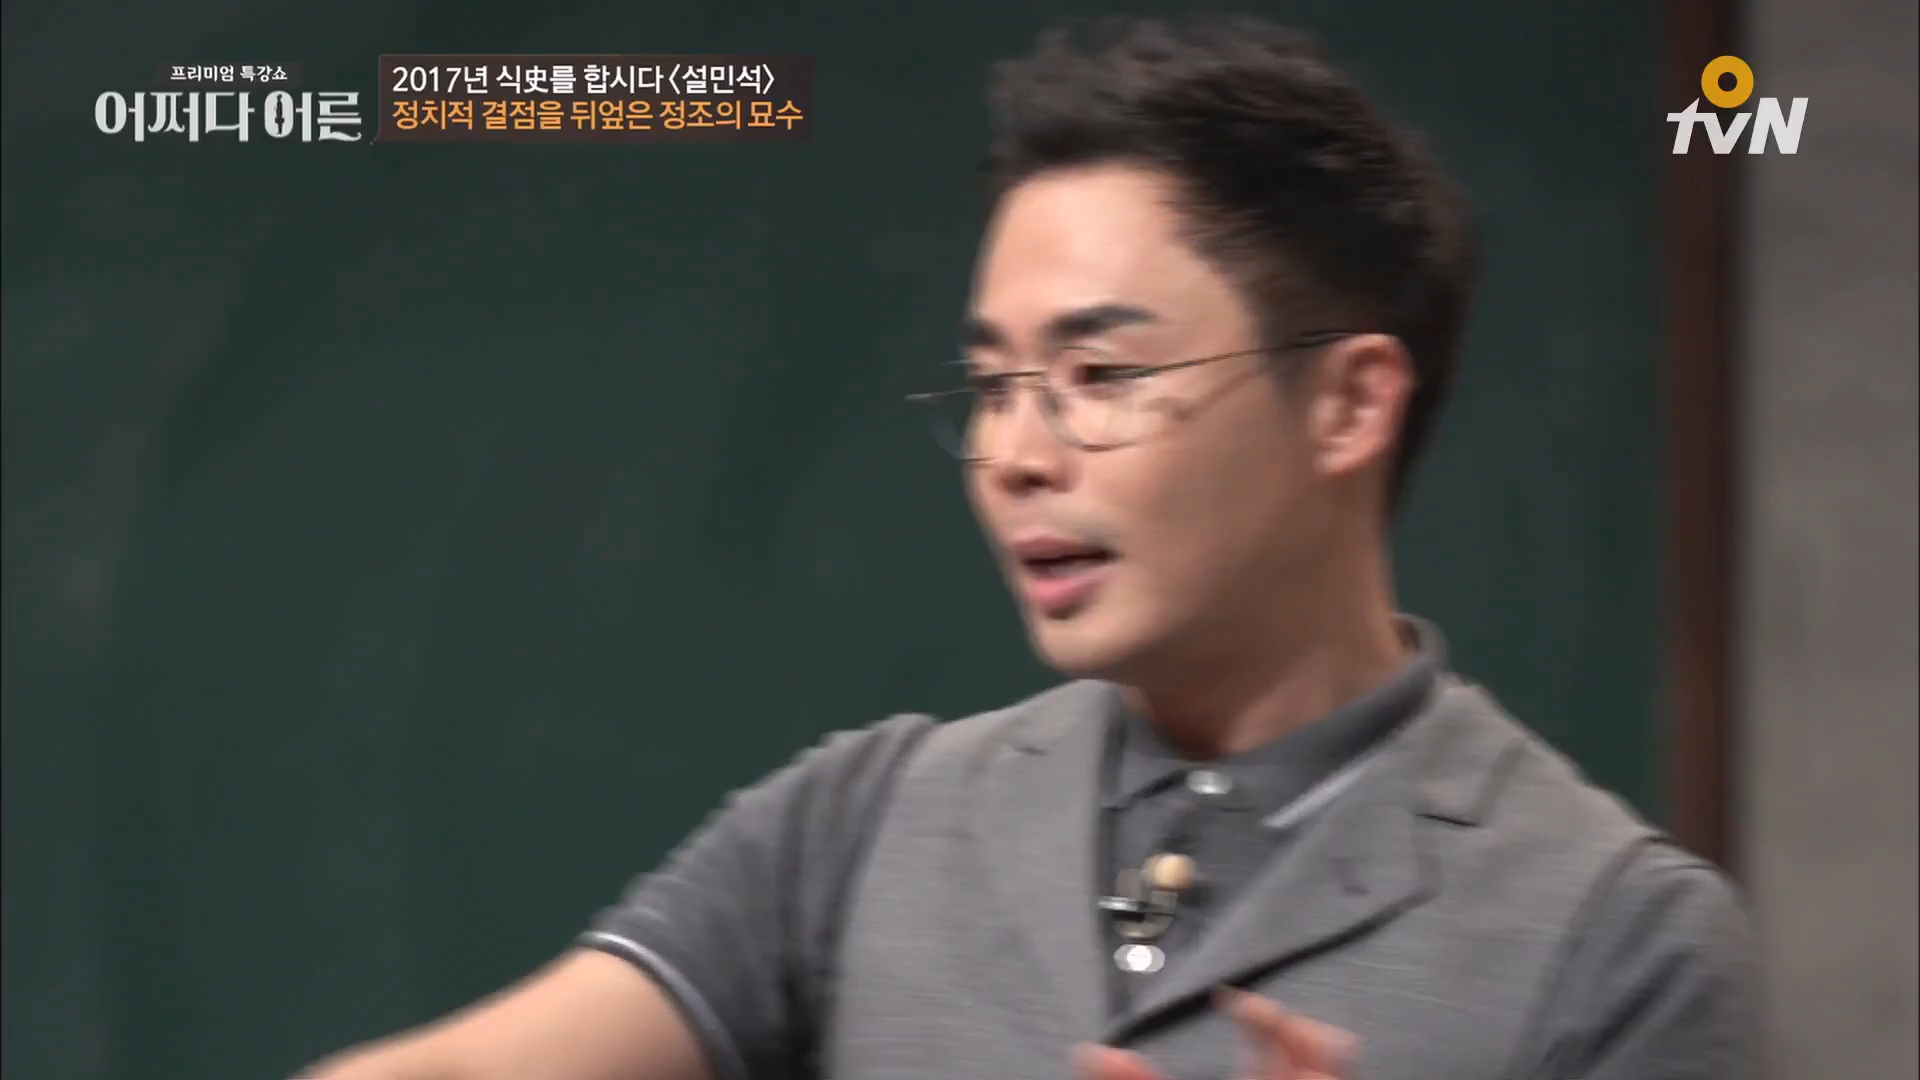 프리미엄 특강쇼
어쩌다 어른
2017년 식史를 합시다〈설민석〉
정치적 결점을 뒤엎은 정조의 묘수
tvN